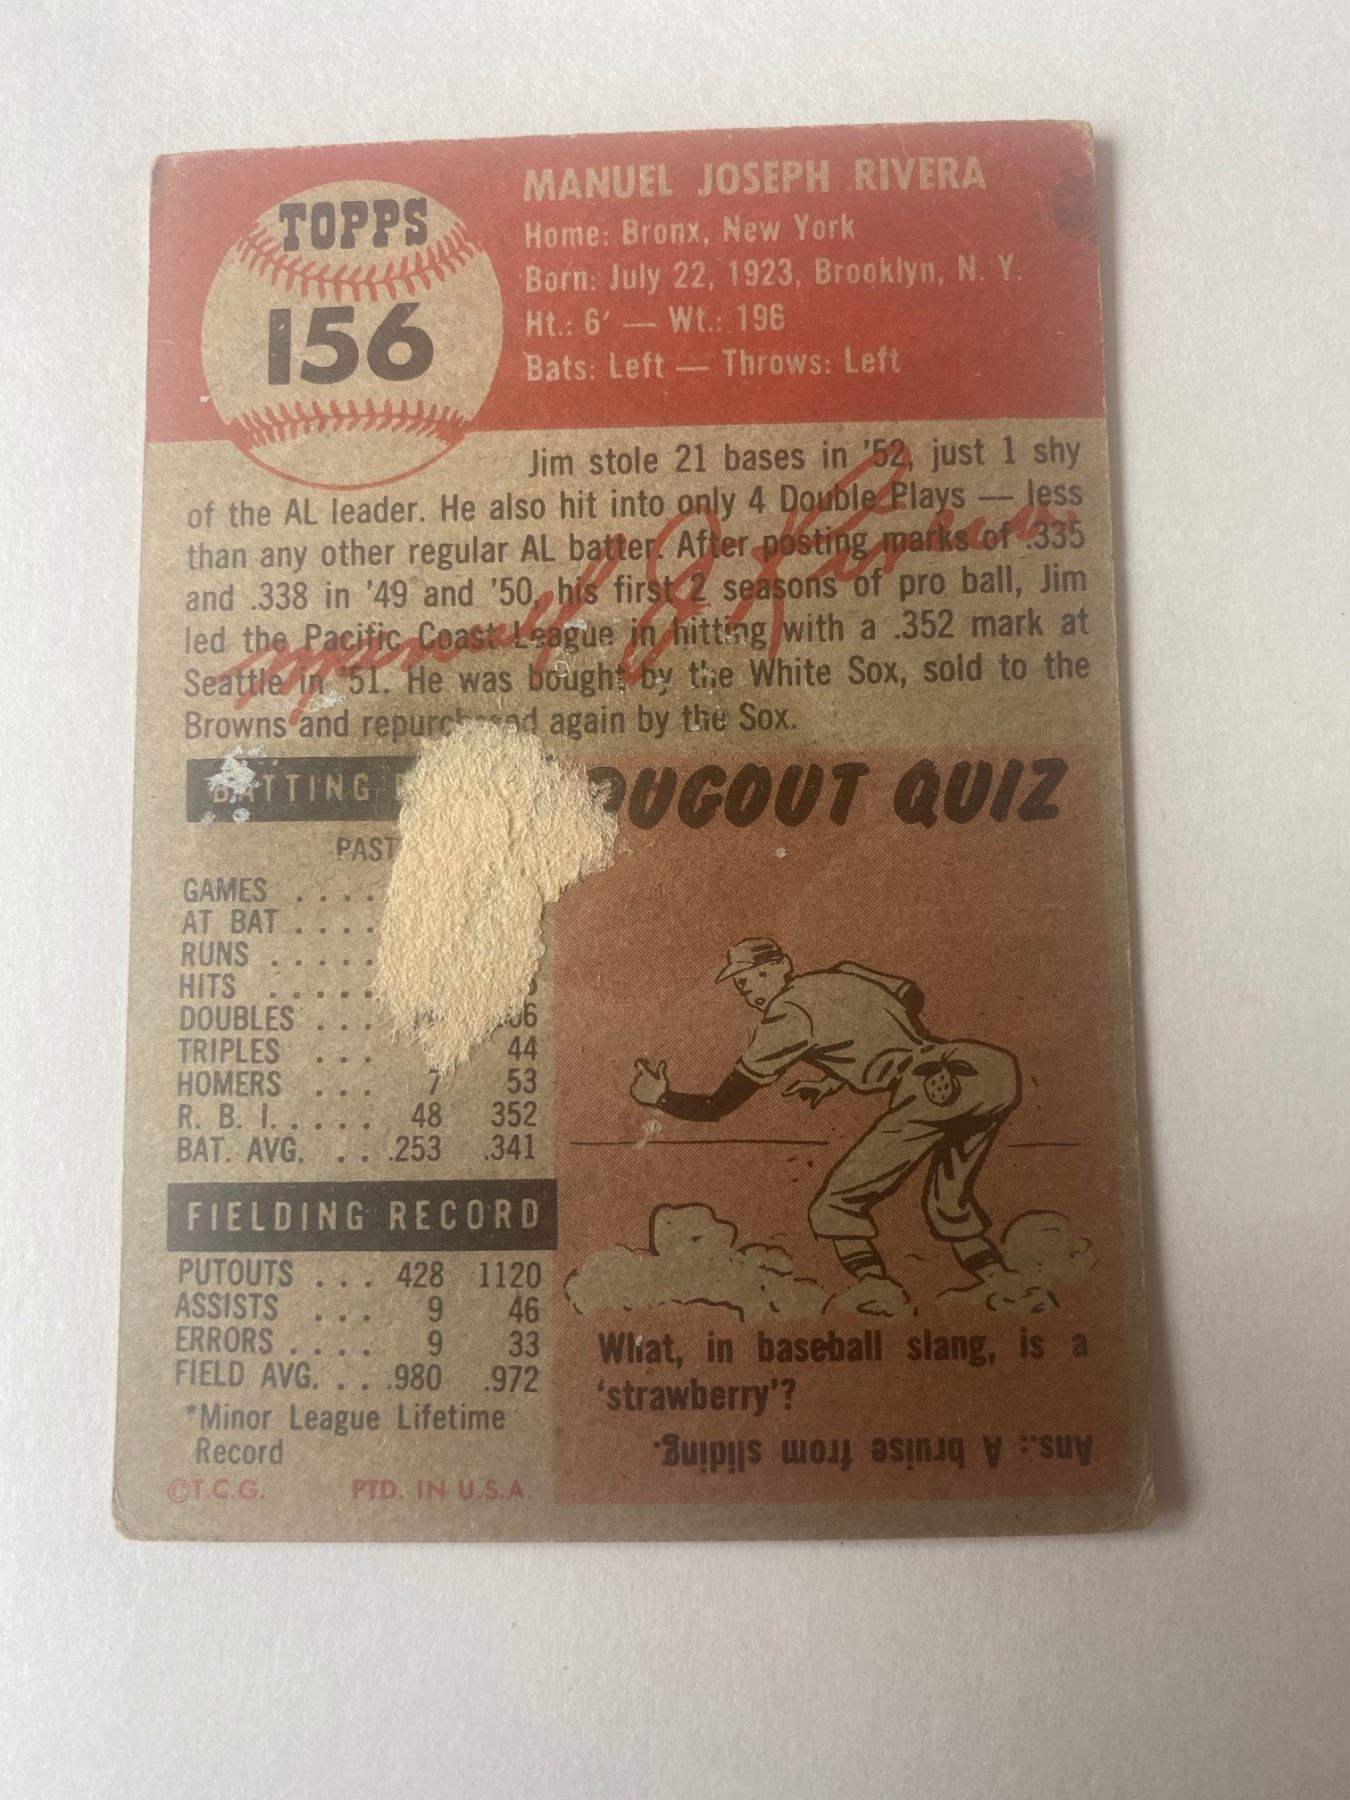 TOPPS
156
MANUEL JOSEPH RIVERA
Home: Bronx, New York
Born: July 22, 1923, Brooklyn, N. Y.
Ht.: 6′ — Wt.: 196
Bats: Left — Throws: Left
Jim stole 21 bases in '52, just 1 shy
of the AL leader. He also hit into only 4 Double Plays — less
than any other regular AL batter. After posting marks of .335
and .338 in '49 and '50, his first 2 seasons of pro ball, Jim
led the Pacific Coast League in hitting with a .352 mark at
Seattle in '51. He was bought by the White Sox, sold to the
Browns and repurchased again by the Sox.
Manuel J Rivera
BATTING
PAST
GAMES . . . .
AT BAT . . . .
RUNS . . . . .
HITS . . . . .
DOUBLES . . .
TRIPLES . . . 44
HOMERS . . . 7 53
R. B. I. . . . . 48 352
BAT. AVG. . . .253 .341
FIELDING RECORD
PUTOUTS . . . 428 1120
ASSISTS . . . 9 46
ERRORS . . . . 9 33
FIELD AVG. . . .980 .972
*Minor League Lifetime
Record
©T.C.G. PTD. IN U.S.A.
QUIZ
What, in baseball slang, is a
'strawberry'?
Ans.: A bruise from sliding.